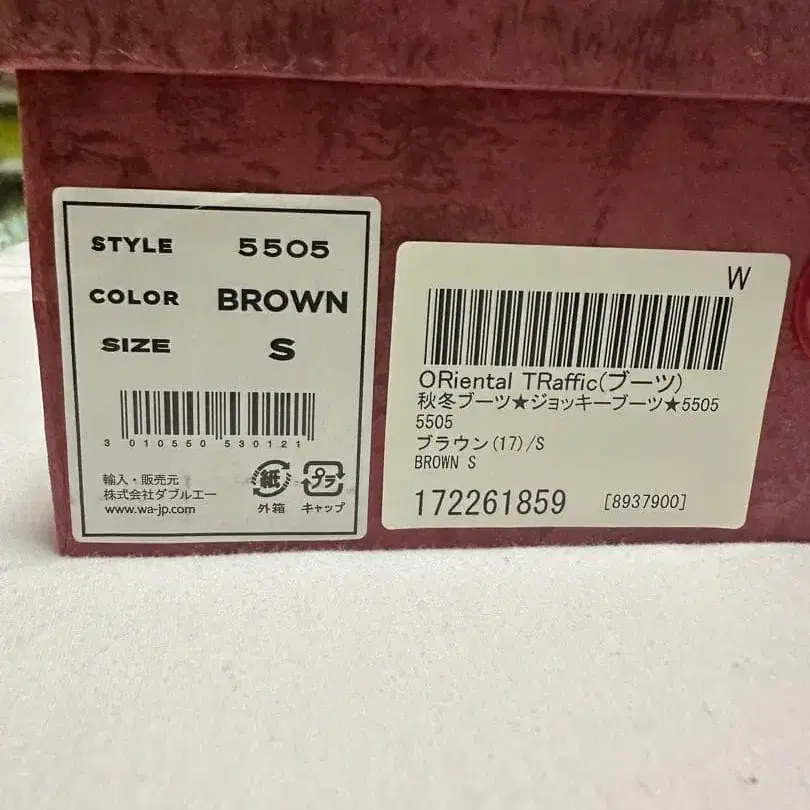 STYLE 5505
COLOR BROWN
SIZE S
3 010550 530121
輸入・販売元
株式会社ダブルエー
www.wa-jp.com
紙 プラ
外箱 キャップ
W
ORiental TRaffic(ブーツ)
秋冬ブーツ★ジョッキーブーツ★5505
5505
ブラウン(17)/S
BROWN S
172261859 [8937900]